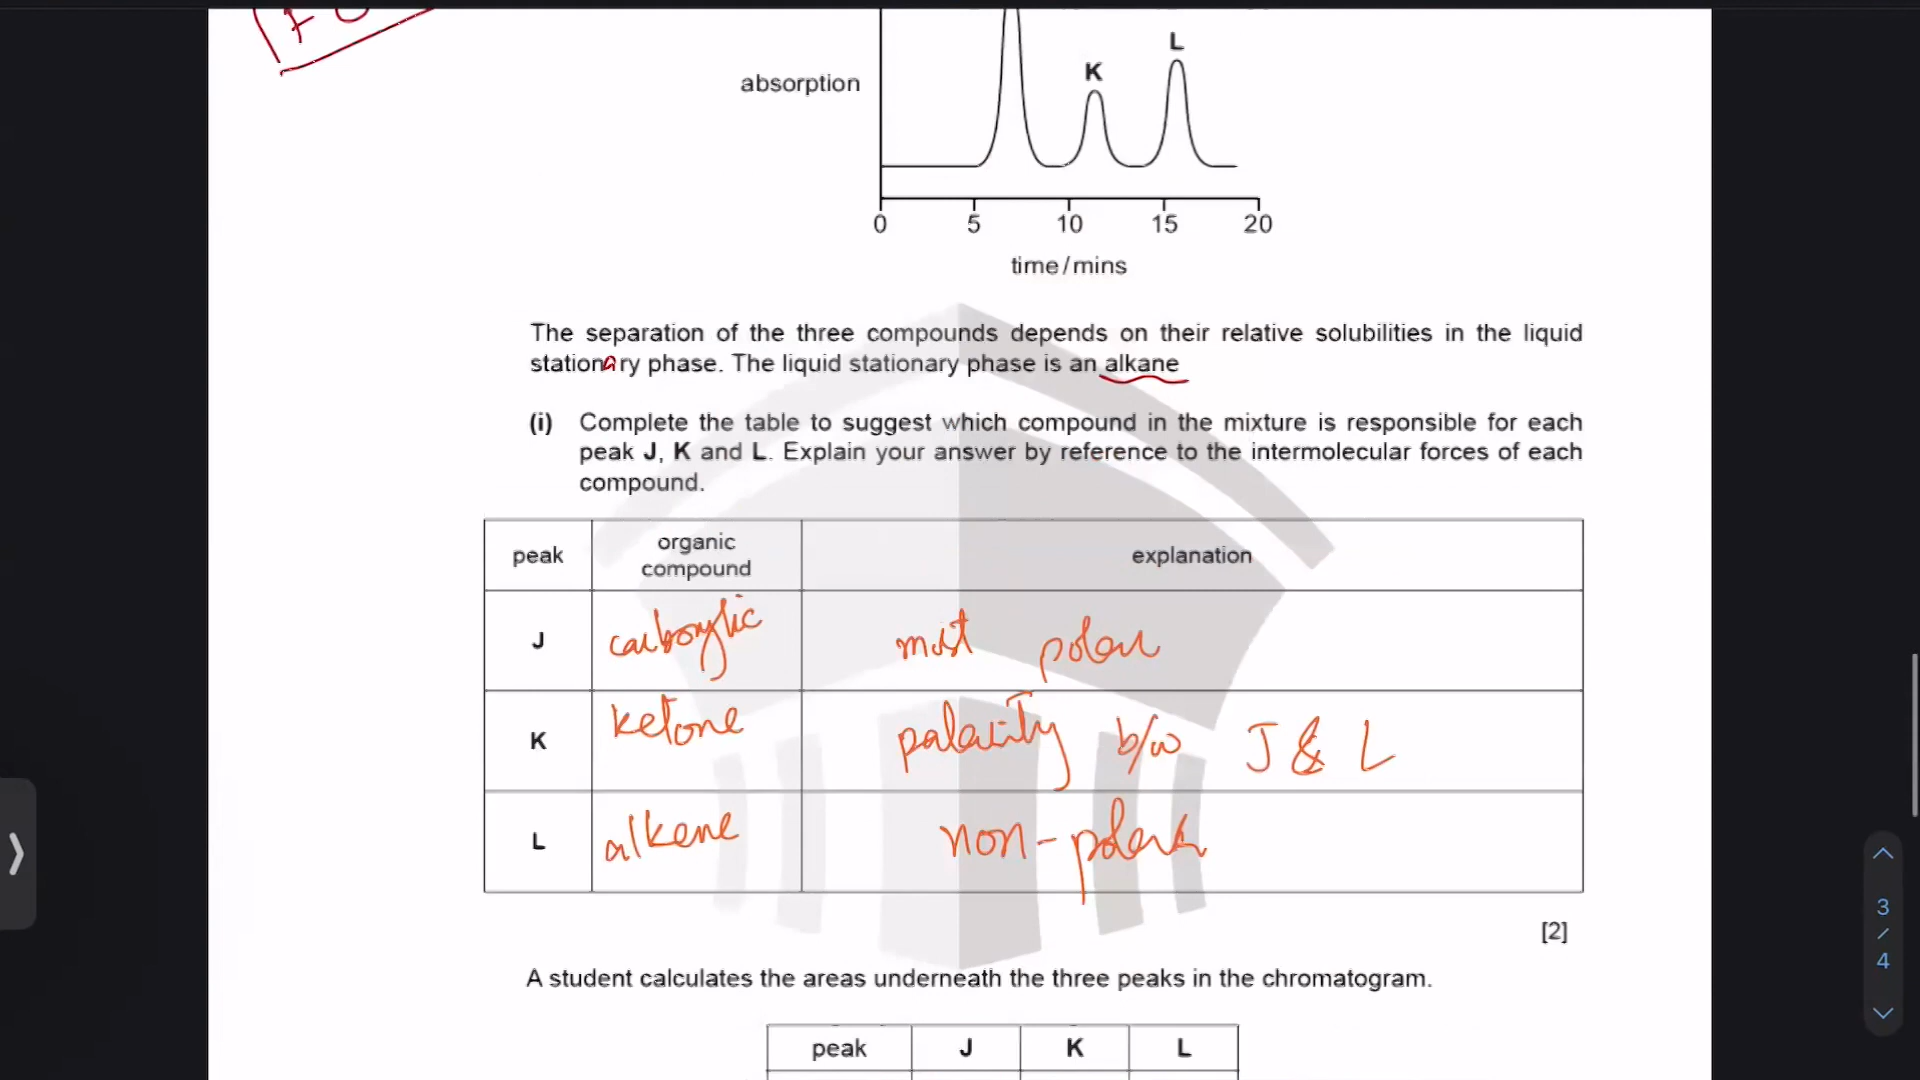 L
K
absorption
0 5 10 15 20
time/mins
The separation of the three compounds depends on their relative solubilities in the liquid
stationary phase. The liquid stationary phase is an alkane
(i) Complete the table to suggest which compound in the mixture is responsible for each
peak J, K and L. Explain your answer by reference to the intermolecular forces of each
compound.
peak organic compound explanation
J carboxylic most polar
K ketone polarity b/w J & L
L alkene non-polar
[2]
A student calculates the areas underneath the three peaks in the chromatogram.
peak J K L
3
/
4